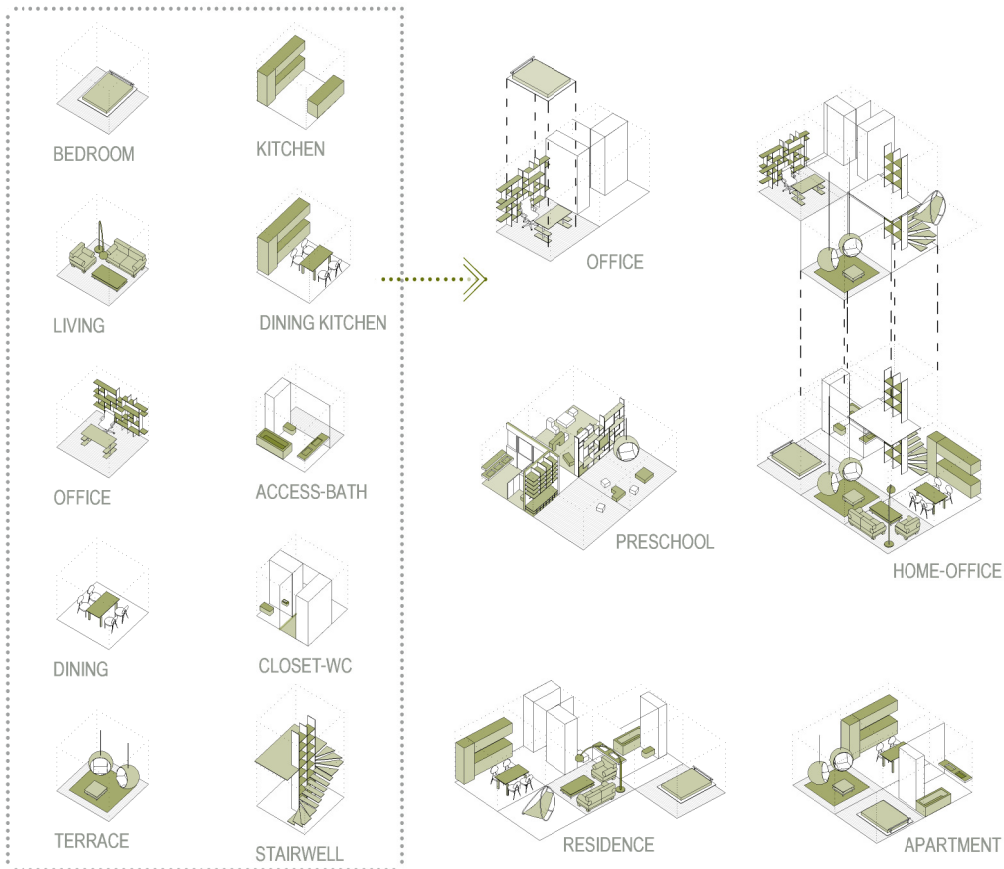 BEDROOM
KITCHEN
LIVING
DINING KITCHEN
OFFICE
ACCESS-BATH
DINING
CLOSET-WC
TERRACE
STAIRWELL
OFFICE
PRESCHOOL
HOME-OFFICE
RESIDENCE
APARTMENT